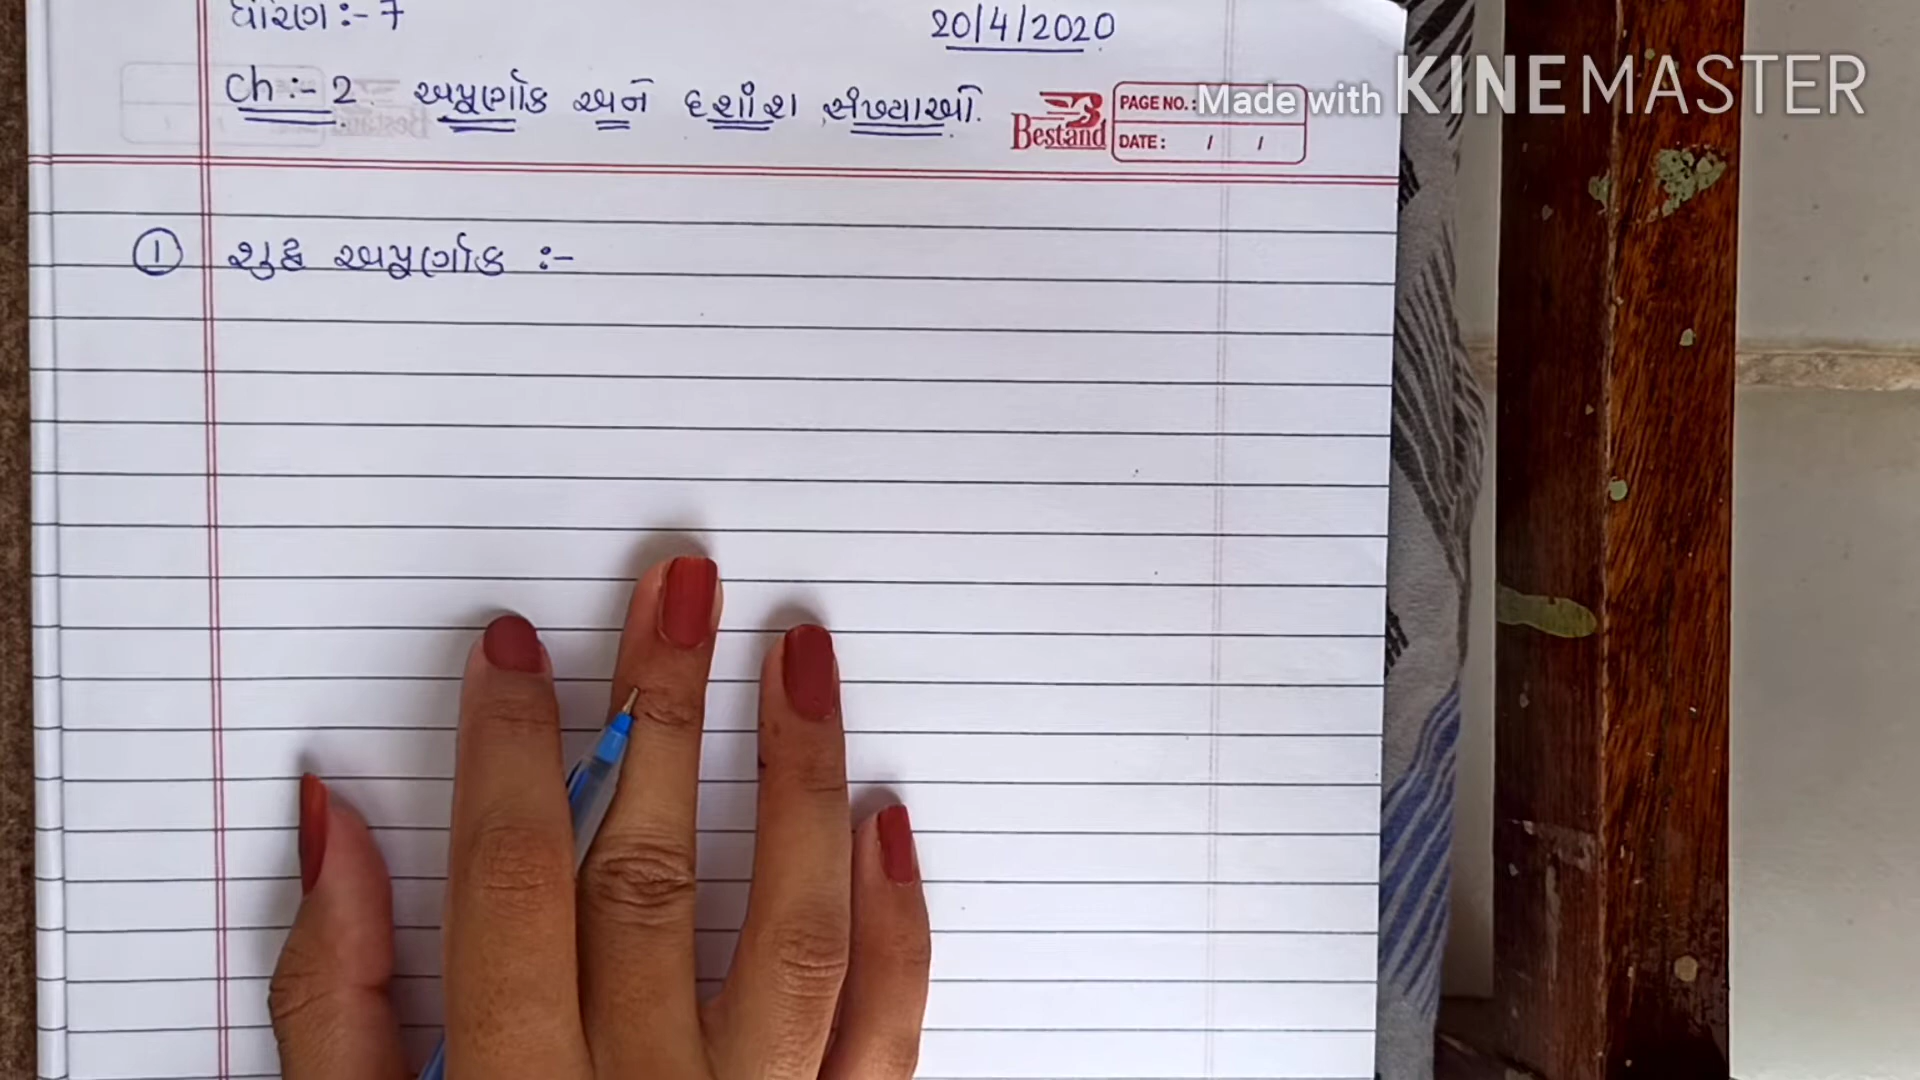 ધોરણ :- 7
20/4/2020
Ch :- 2. અપૂર્ણાંક અને દશાંશ સંખ્યાઓ.
Bestand
PAGE NO.:
DATE: / /
Made with KINEMASTER
① શુદ્ધ અપૂર્ણાંક :-